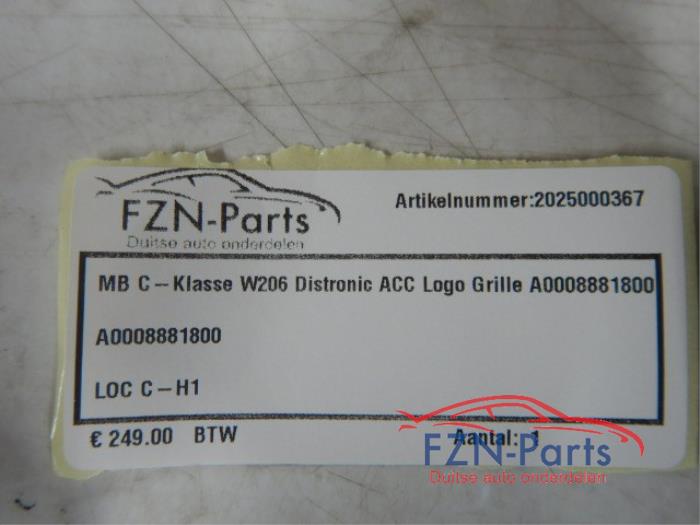 FZN-Parts
Duitse auto onderdelen
Artikelnummer:2025000367
MB C-Klasse W206 Distronic ACC Logo Grille A0008881800
A0008881800
LOC C-H1
€ 249.00 BTW
Aantal: 1
FZN-Parts
Duitse auto onderdelen